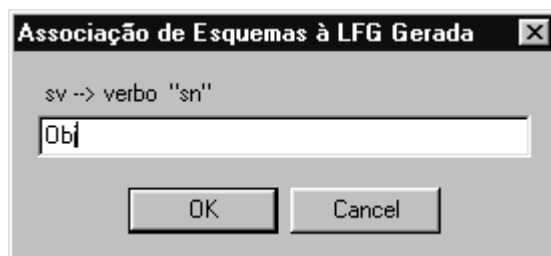 Associação de Esquemas à LFG Gerada
sv --> verbo "sn"
Obj
OK Cancel